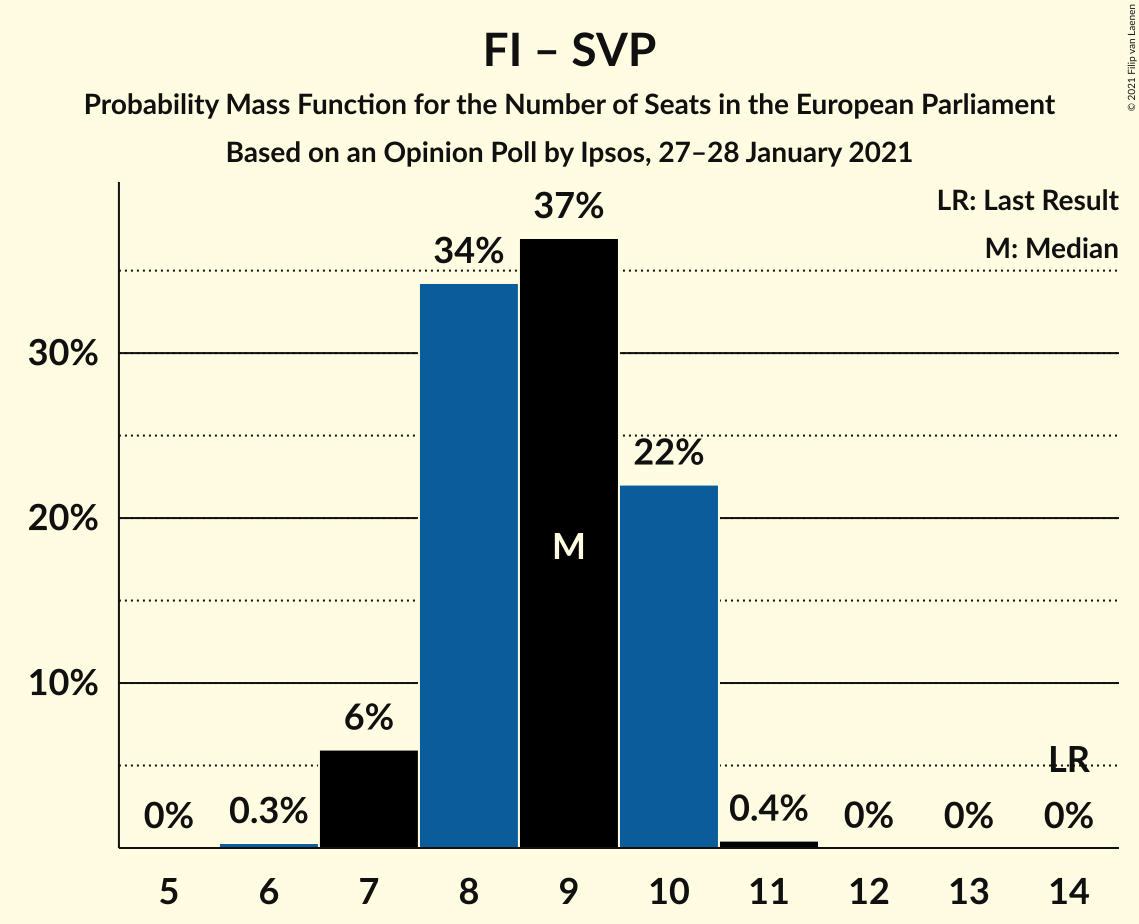 FI – SVP
Probability Mass Function for the Number of Seats in the European Parliament
Based on an Opinion Poll by Ipsos, 27–28 January 2021
© 2021 Filip van Laenen
LR: Last Result
M: Median
37%
34%
30%
22%
20%
M
10%
6%
LR
0%
0.3%
0.4%
0%
0%
0%
5 6 7 8 9 10 11 12 13 14